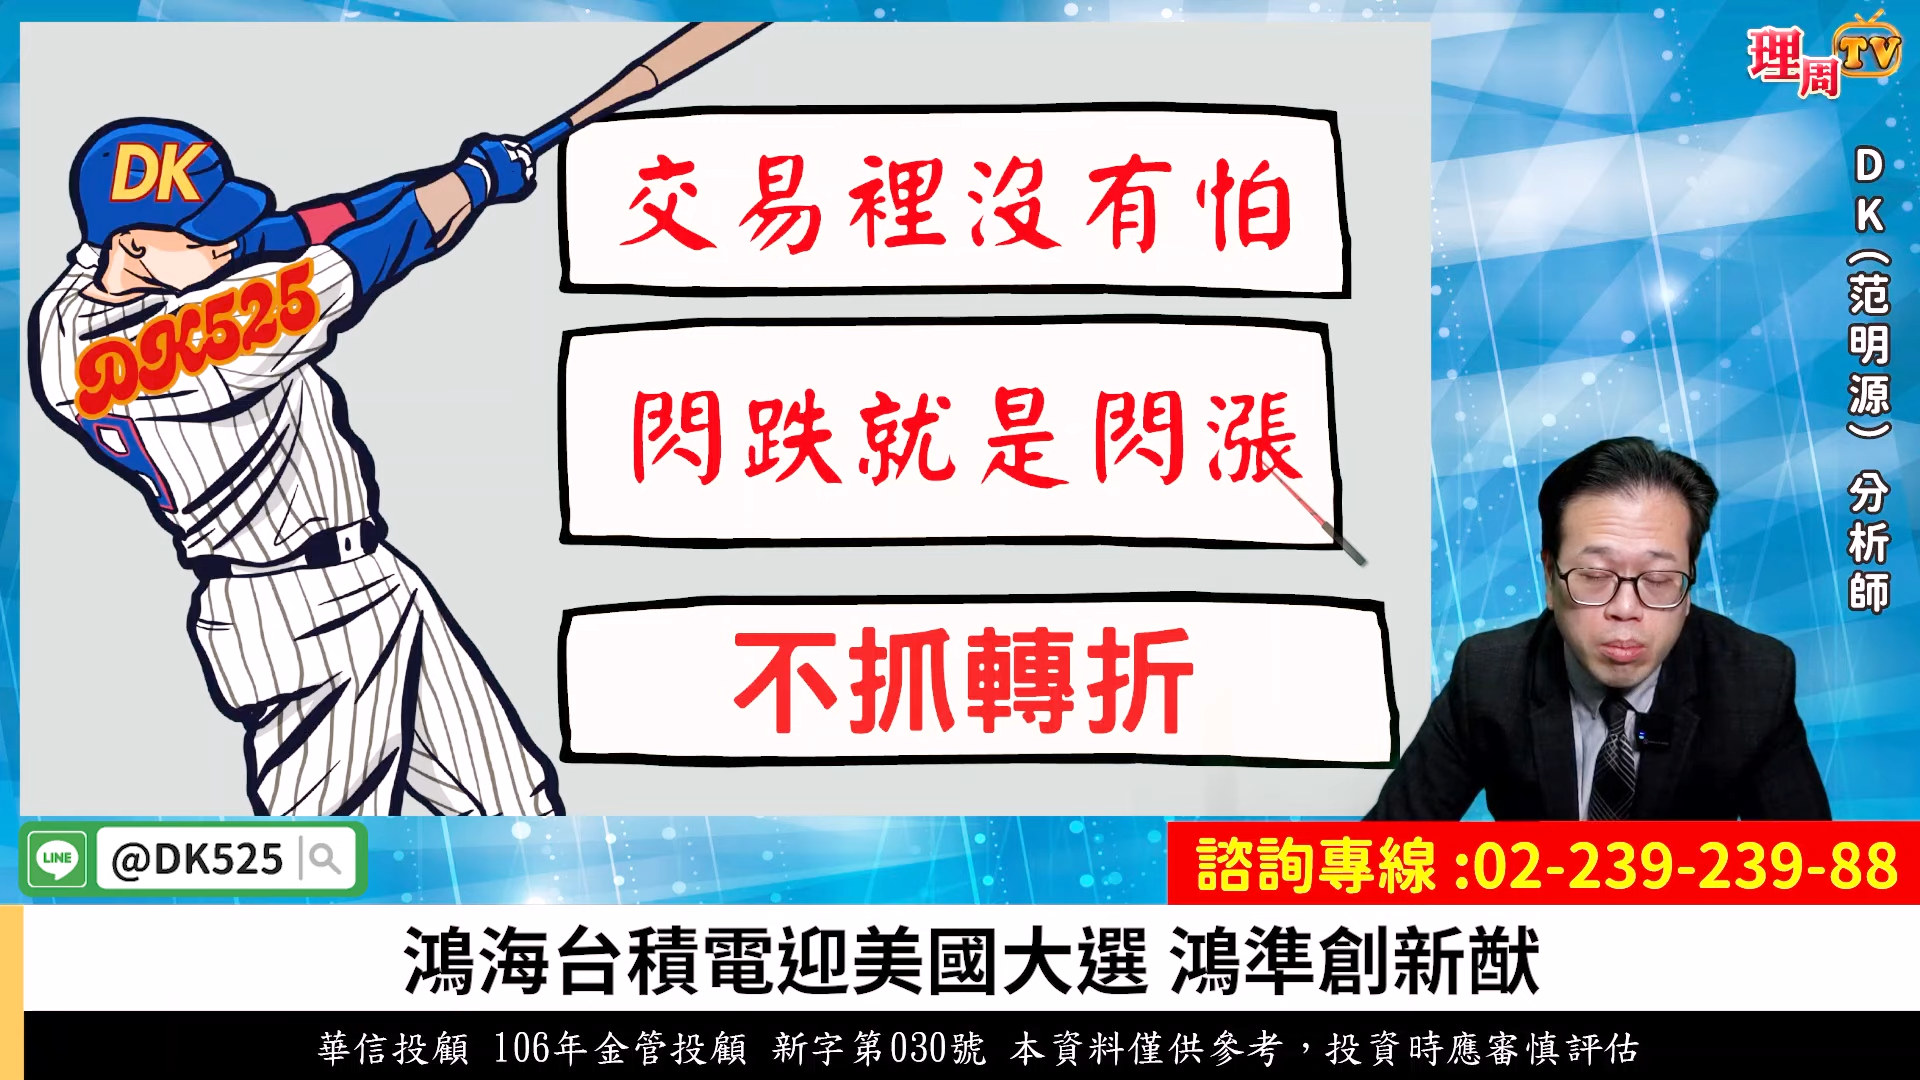 理周TV
DK
DK525
交易裡沒有怕
閃跌就是閃漲
不抓轉折
DK(范明源)分析師
LINE
@DK525
諮詢專線:02-239-239-88
鴻海台積電迎美國大選 鴻準創新猷
華信投顧 106年金管投顧 新字第030號 本資料僅供參考,投資時應審慎評估